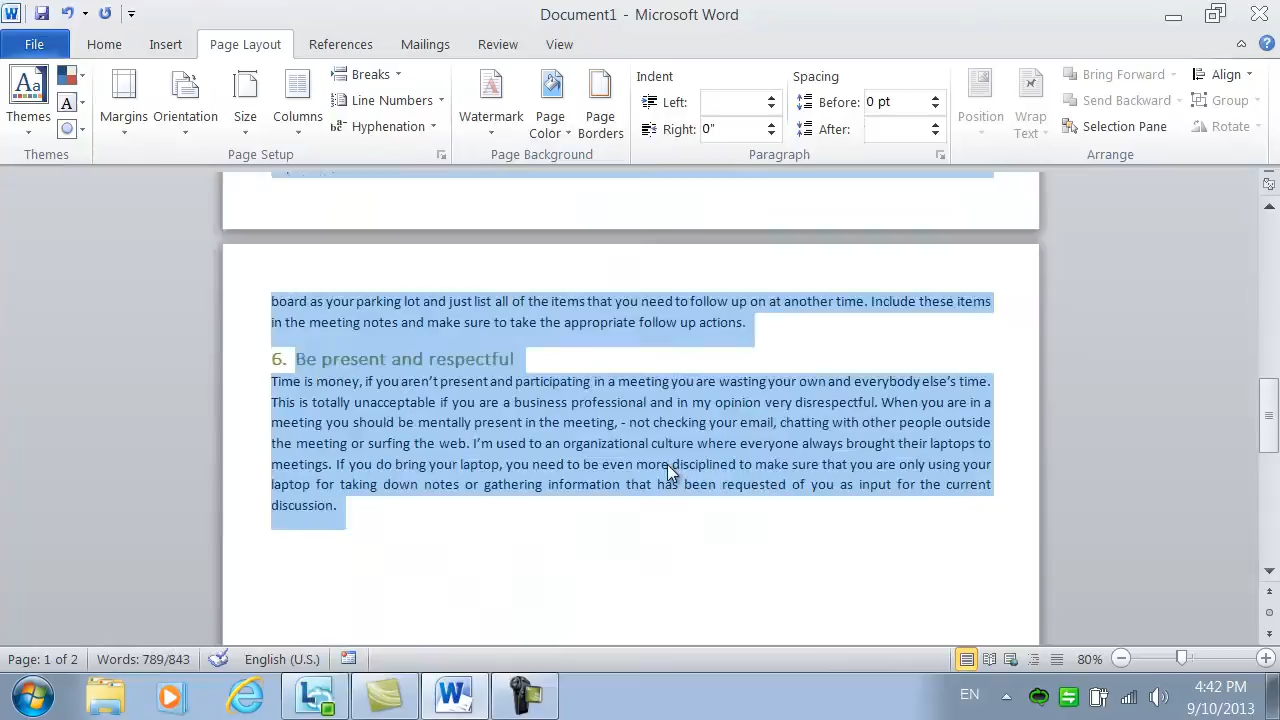 Document1 - Microsoft Word
File Home Insert Page Layout References Mailings Review View
Themes
Margins Orientation Size Columns
Breaks
Line Numbers
Hyphenation
Watermark Page Color Page Borders
Indent
Left:
Right: 0"
Spacing
Before: 0 pt
After:
Position Wrap Text
Bring Forward
Send Backward
Selection Pane
Align
Group
Rotate
Themes Page Setup Page Background Paragraph Arrange
board as your parking lot and just list all of the items that you need to follow up on at another time. Include these items
in the meeting notes and make sure to take the appropriate follow up actions.
6. Be present and respectful
Time is money, if you aren't present and participating in a meeting you are wasting your own and everybody else's time.
This is totally unacceptable if you are a business professional and in my opinion very disrespectful. When you are in a
meeting you should be mentally present in the meeting, - not checking your email, chatting with other people outside
the meeting or surfing the web. I'm used to an organizational culture where everyone always brought their laptops to
meetings. If you do bring your laptop, you need to be even more disciplined to make sure that you are only using your
laptop for taking down notes or gathering information that has been requested of you as input for the current
discussion.
Page: 1 of 2 Words: 789/843 English (U.S.) 80%
EN 4:42 PM
9/10/2013